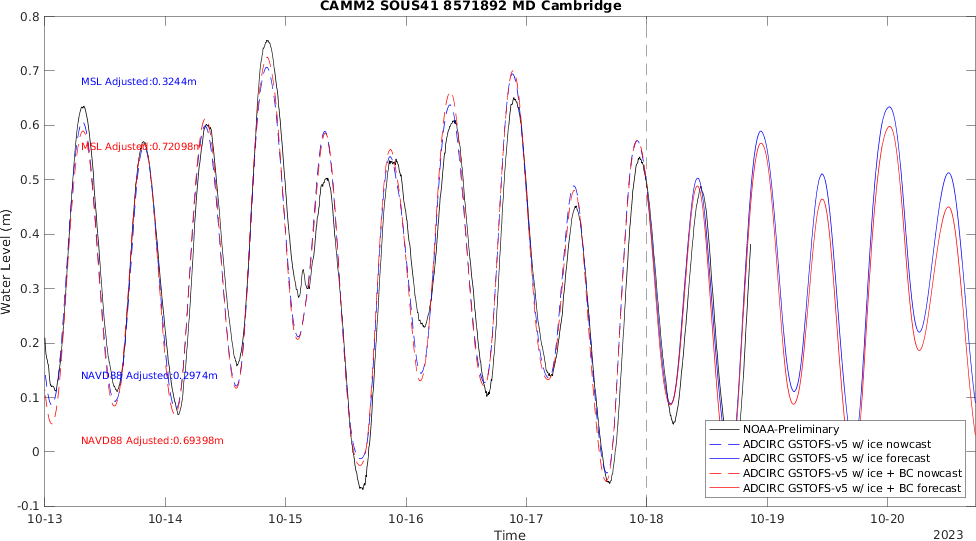 CAMM2 SOUS41 8571892 MD Cambridge
0.8
0.7
0.6
0.5
0.4
0.3
0.2
0.1
0
-0.1
Water Level (m)
MSL Adjusted:0.3244m
MSL Adjusted:0.72098m
NAVD88 Adjusted:0.2974m
NAVD88 Adjusted:0.69398m
NOAA-Preliminary
ADCIRC GSTOFS-v5 w/ ice nowcast
ADCIRC GSTOFS-v5 w/ ice forecast
ADCIRC GSTOFS-v5 w/ ice + BC nowcast
ADCIRC GSTOFS-v5 w/ ice + BC forecast
10-13 10-14 10-15 10-16 10-17 10-18 10-19 10-20
Time
2023